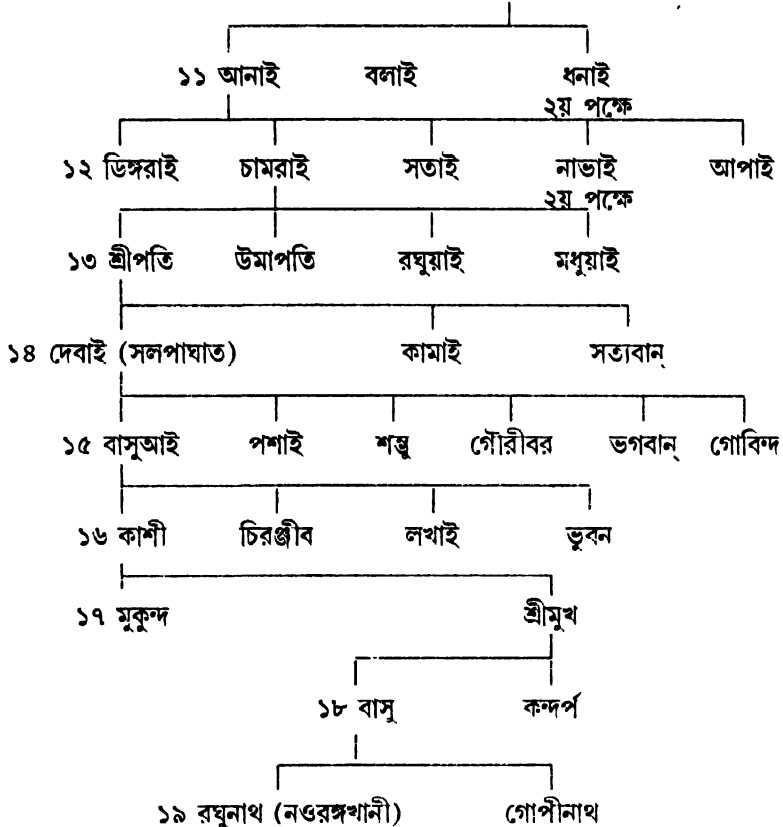 ১১ আনাই বলাই ধনাই
২য় পক্ষে
১২ ডিঙ্গরাই চামরাই সতাই নাভাই আপাই
২য় পক্ষে
১৩ শ্রীপতি উমাপতি রঘুয়াই মধুয়াই
১৪ দেবাই (সলপাঘাত) কামাই সত্যবান্
১৫ বাসুআই পশাই শম্ভু গৌরীবর ভগবান্ গোবিন্দ
১৬ কাশী চিরঞ্জীব লখাই ভুবন
১৭ মুকুন্দ শ্রীমুখ
১৮ বাসু কন্দর্প
১৯ রঘুনাথ (নওরঙ্গখানী) গোপীনাথ